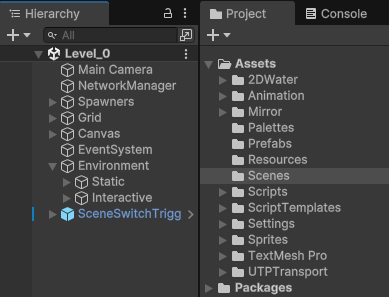 Hierarchy
All
Level_0
Main Camera
NetworkManager
Spawners
Grid
Canvas
EventSystem
Environment
Static
Interactive
SceneSwitchTrigg
Project
Console
Assets
2DWater
Animation
Mirror
Palettes
Prefabs
Resources
Scenes
Scripts
ScriptTemplates
Settings
Sprites
TextMesh Pro
UTPTransport
Packages